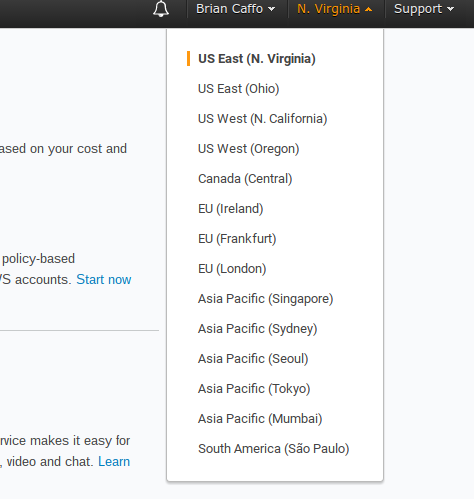 Brian Caffo N. Virginia Support
US East (N. Virginia)
US East (Ohio)
US West (N. California)
ased on your cost and
US West (Oregon)
Canada (Central)
EU (Ireland)
EU (Frankfurt)
policy-based
EU (London)
/S accounts. Start now
Asia Pacific (Singapore)
Asia Pacific (Sydney)
Asia Pacific (Seoul)
Asia Pacific (Tokyo)
Asia Pacific (Mumbai)
rvice makes it easy for
South America (São Paulo)
, video and chat. Learn